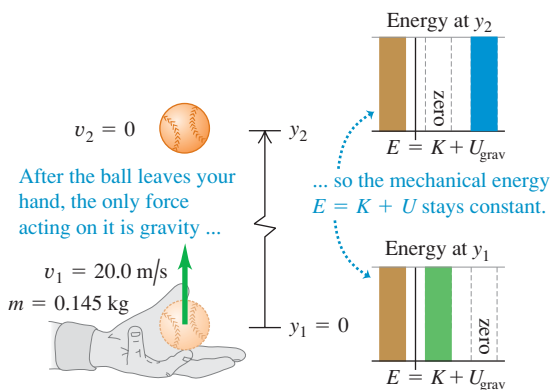 Energy at y₂
zero
E = K + U_grav
v₂ = 0
y₂
After the ball leaves your
hand, the only force
acting on it is gravity ...
... so the mechanical energy
E = K + U stays constant.
v₁ = 20.0 m/s
m = 0.145 kg
y₁ = 0
Energy at y₁
zero
E = K + U_grav